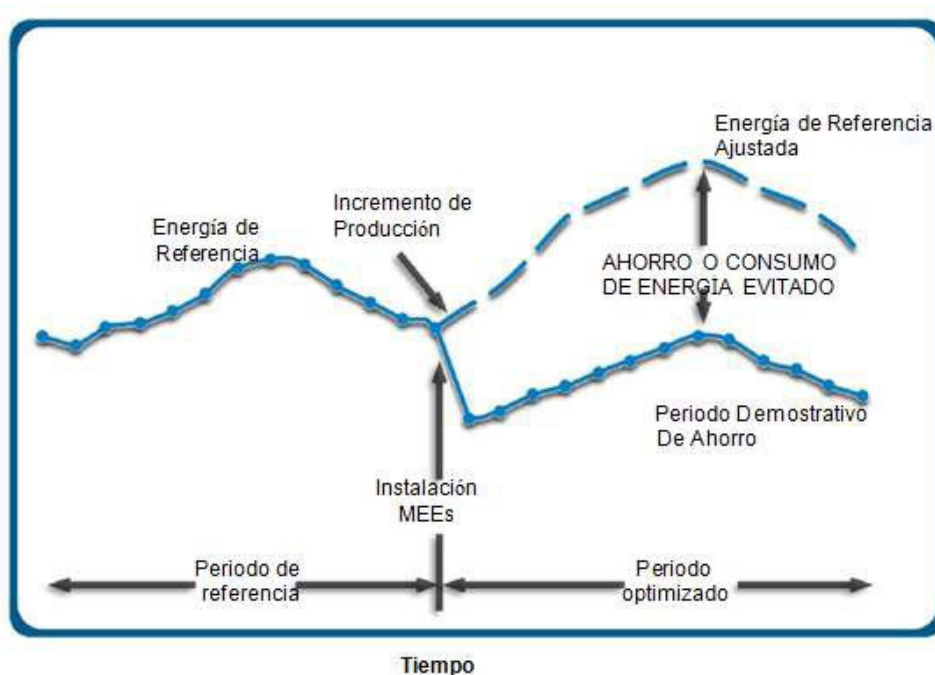 Energía de Referencia
Ajustada
Incremento de
Producción
Energía de
Referencia
AHORRO O CONSUMO
DE ENERGÍA EVITADO
Periodo Demostrativo
De Ahorro
Instalación
MEEs
Periodo de
referencia
Periodo
optimizado
Tiempo